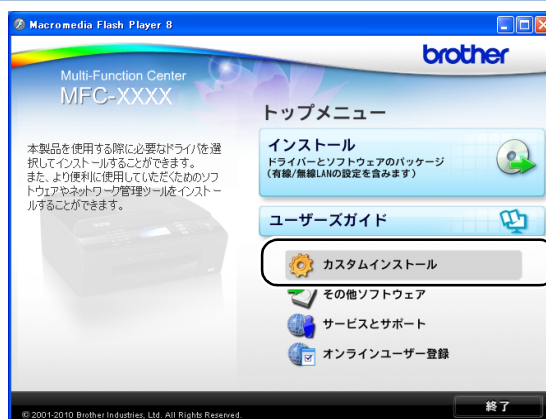 Macromedia Flash Player 8
brother
Multi-Function Center
MFC-XXXX
トップメニュー
本製品を使用する際に必要なドライバを選
択してインストールすることができます。
また、より便利に使用していただくためのソフ
トウェアやネットワーク管理ツールをインストー
ルすることができます。
インストール
ドライバーとソフトウェアのパッケージ
(有線/無線LANの設定を含みます)
ユーザーズガイド
カスタムインストール
その他ソフトウェア
サービスとサポート
オンラインユーザー登録
© 2001-2010 Brother Industries, Ltd. All Rights Reserved.
終了